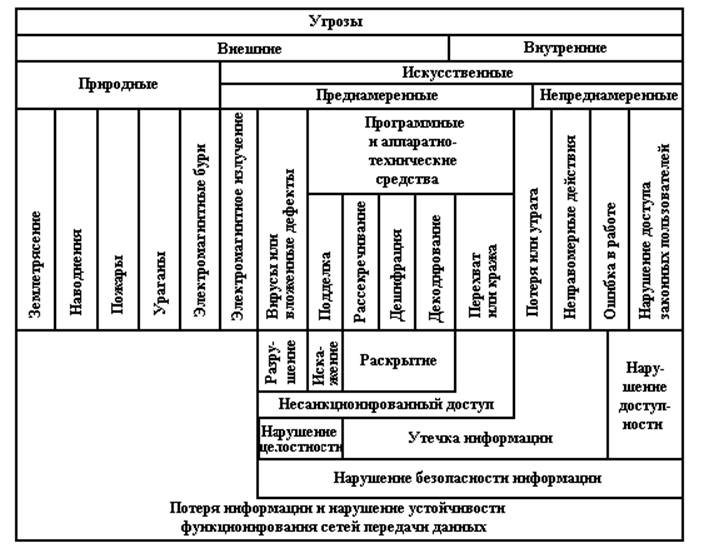 Угрозы
Внешние
Внутренние
Природные
Искусственные
Преднамеренные
Непреднамеренные
Землетрясение
Наводнения
Пожары
Ураганы
Электромагнитные бури
Электромагнитное излучение
Вирусы или
вложенные дефекты
Программные
и аппаратно-
технические
средства
Подделка
Рассекречивание
Дешифрация
Декодирование
Перехват
или кража
Потеря или утрата
Неправомерные действия
Ошибка в работе
Нарушение доступа
законных пользователей
Разру-
шение
Иска-
жение
Раскрытие
Нару-
шение
доступ-
ности
Несанкционированный доступ
Нарушение
целостности
Утечка информации
Нарушение безопасности информации
Потеря информации и нарушение устойчивости
функционирования сетей передачи данных